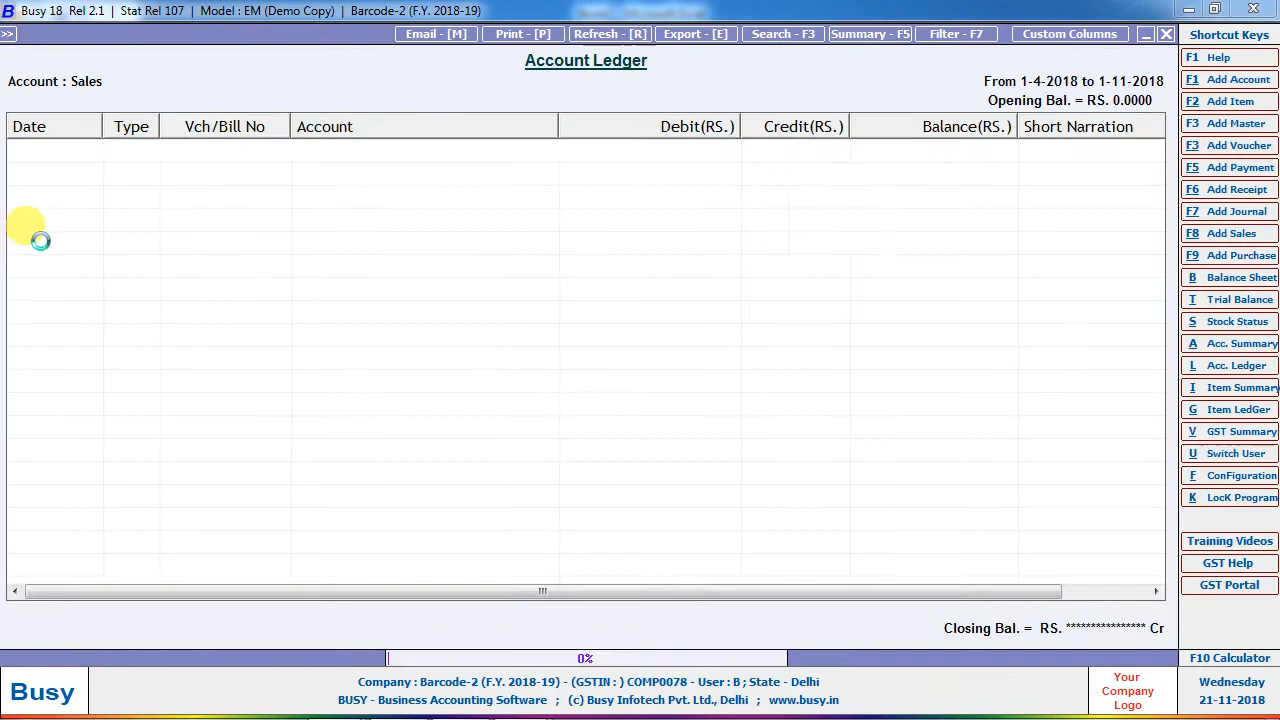 B Busy 18 Rel 2.1 | Stat Rel 107 | Model : EM (Demo Copy) | Barcode-2 (F.Y. 2018-19)
>> Email - [M] Print - [P] Refresh - [R] Export - [E] Search - F3 Summary - F5 Filter - F7 Custom Columns
Account Ledger
Account : Sales
From 1-4-2018 to 1-11-2018
Opening Bal. = RS. 0.0000
Date Type Vch/Bill No Account Debit(RS.) Credit(RS.) Balance(RS.) Short Narration
Closing Bal. = RS. **************** Cr
0%
Shortcut Keys
F1 Help
F1 Add Account
F2 Add Item
F3 Add Master
F3 Add Voucher
F5 Add Payment
F6 Add Receipt
F7 Add Journal
F8 Add Sales
F9 Add Purchase
B Balance Sheet
T Trial Balance
S Stock Status
A Acc. Summary
L Acc. Ledger
I Item Summary
G Item LedGer
V GST Summary
U Switch User
F ConFiguration
K LocK Program
Training Videos
GST Help
GST Portal
F10 Calculator
Busy
Company : Barcode-2 (F.Y. 2018-19) - (GSTIN : ) COMP0078 - User : B ; State - Delhi
BUSY - Business Accounting Software ; (c) Busy Infotech Pvt. Ltd., Delhi ; www.busy.in
Your
Company
Logo
Wednesday
21-11-2018